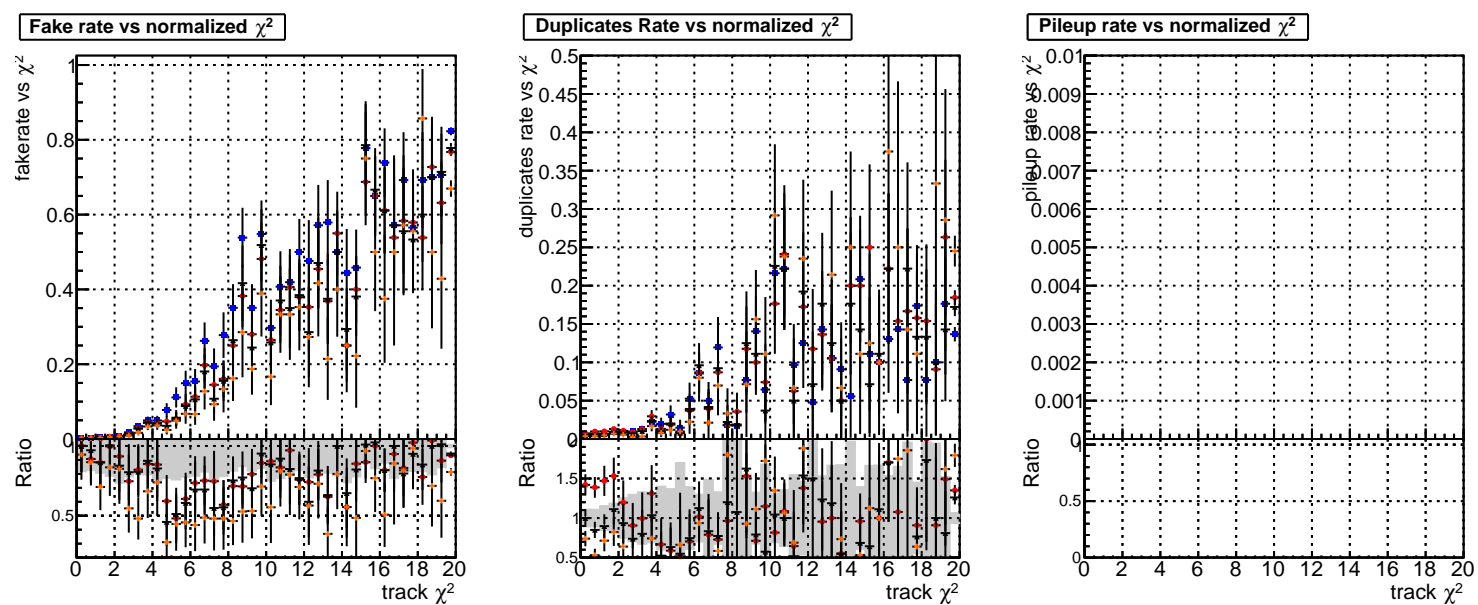 Fake rate vs normalized χ²
fakerate vs χ²
1
0.8
0.6
0.4
0.2
0
Ratio
0.5
0 2 4 6 8 10 12 14 16 18 20
track χ²
Duplicates Rate vs normalized χ²
duplicates rate vs χ²
0.5
0.45
0.4
0.35
0.3
0.25
0.2
0.15
0.1
0.05
0
Ratio
1.5
1
0.5
0 2 4 6 8 10 12 14 16 18 20
track χ²
Pileup rate vs normalized χ²
pileup rate vs χ²
0.01
0.009
0.008
0.007
0.006
0.005
0.004
0.003
0.002
0.001
0
Ratio
0.5
0
0 2 4 6 8 10 12 14 16 18 20
track χ²